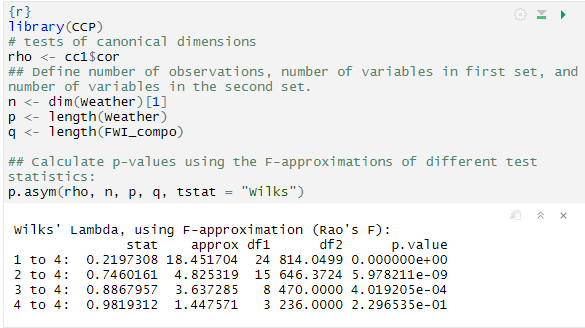 {r}
library(CCP)
# tests of canonical dimensions
rho <- cc1$cor
## Define number of observations, number of variables in first set, and
number of variables in the second set.
n <- dim(Weather)[1]
p <- length(Weather)
q <- length(FWI_compo)
## Calculate p-values using the F-approximations of different test
statistics:
p.asym(rho, n, p, q, tstat = "Wilks")
Wilks' Lambda, using F-approximation (Rao's F):
stat approx df1 df2 p.value
1 to 4: 0.2197308 18.451704 24 814.0499 0.000000e+00
2 to 4: 0.7460161 4.825319 15 646.3724 5.978211e-09
3 to 4: 0.8867957 3.637285 8 470.0000 4.019205e-04
4 to 4: 0.9819312 1.447571 3 236.0000 2.296535e-01